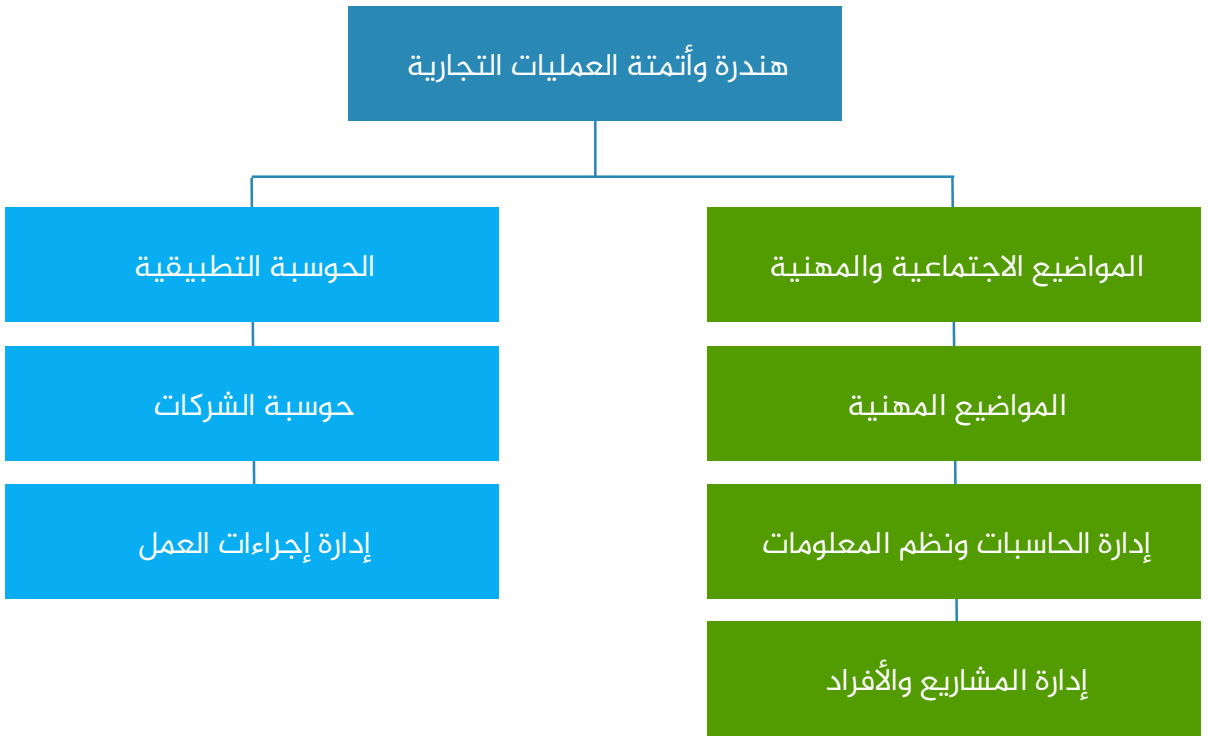 هندرة وأتمتة العمليات التجارية
المواضيع الاجتماعية والمهنية
الحوسبة التطبيقية
المواضيع المهنية
حوسبة الشركات
إدارة الحاسبات ونظم المعلومات
إدارة إجراءات العمل
إدارة المشاريع والأفراد